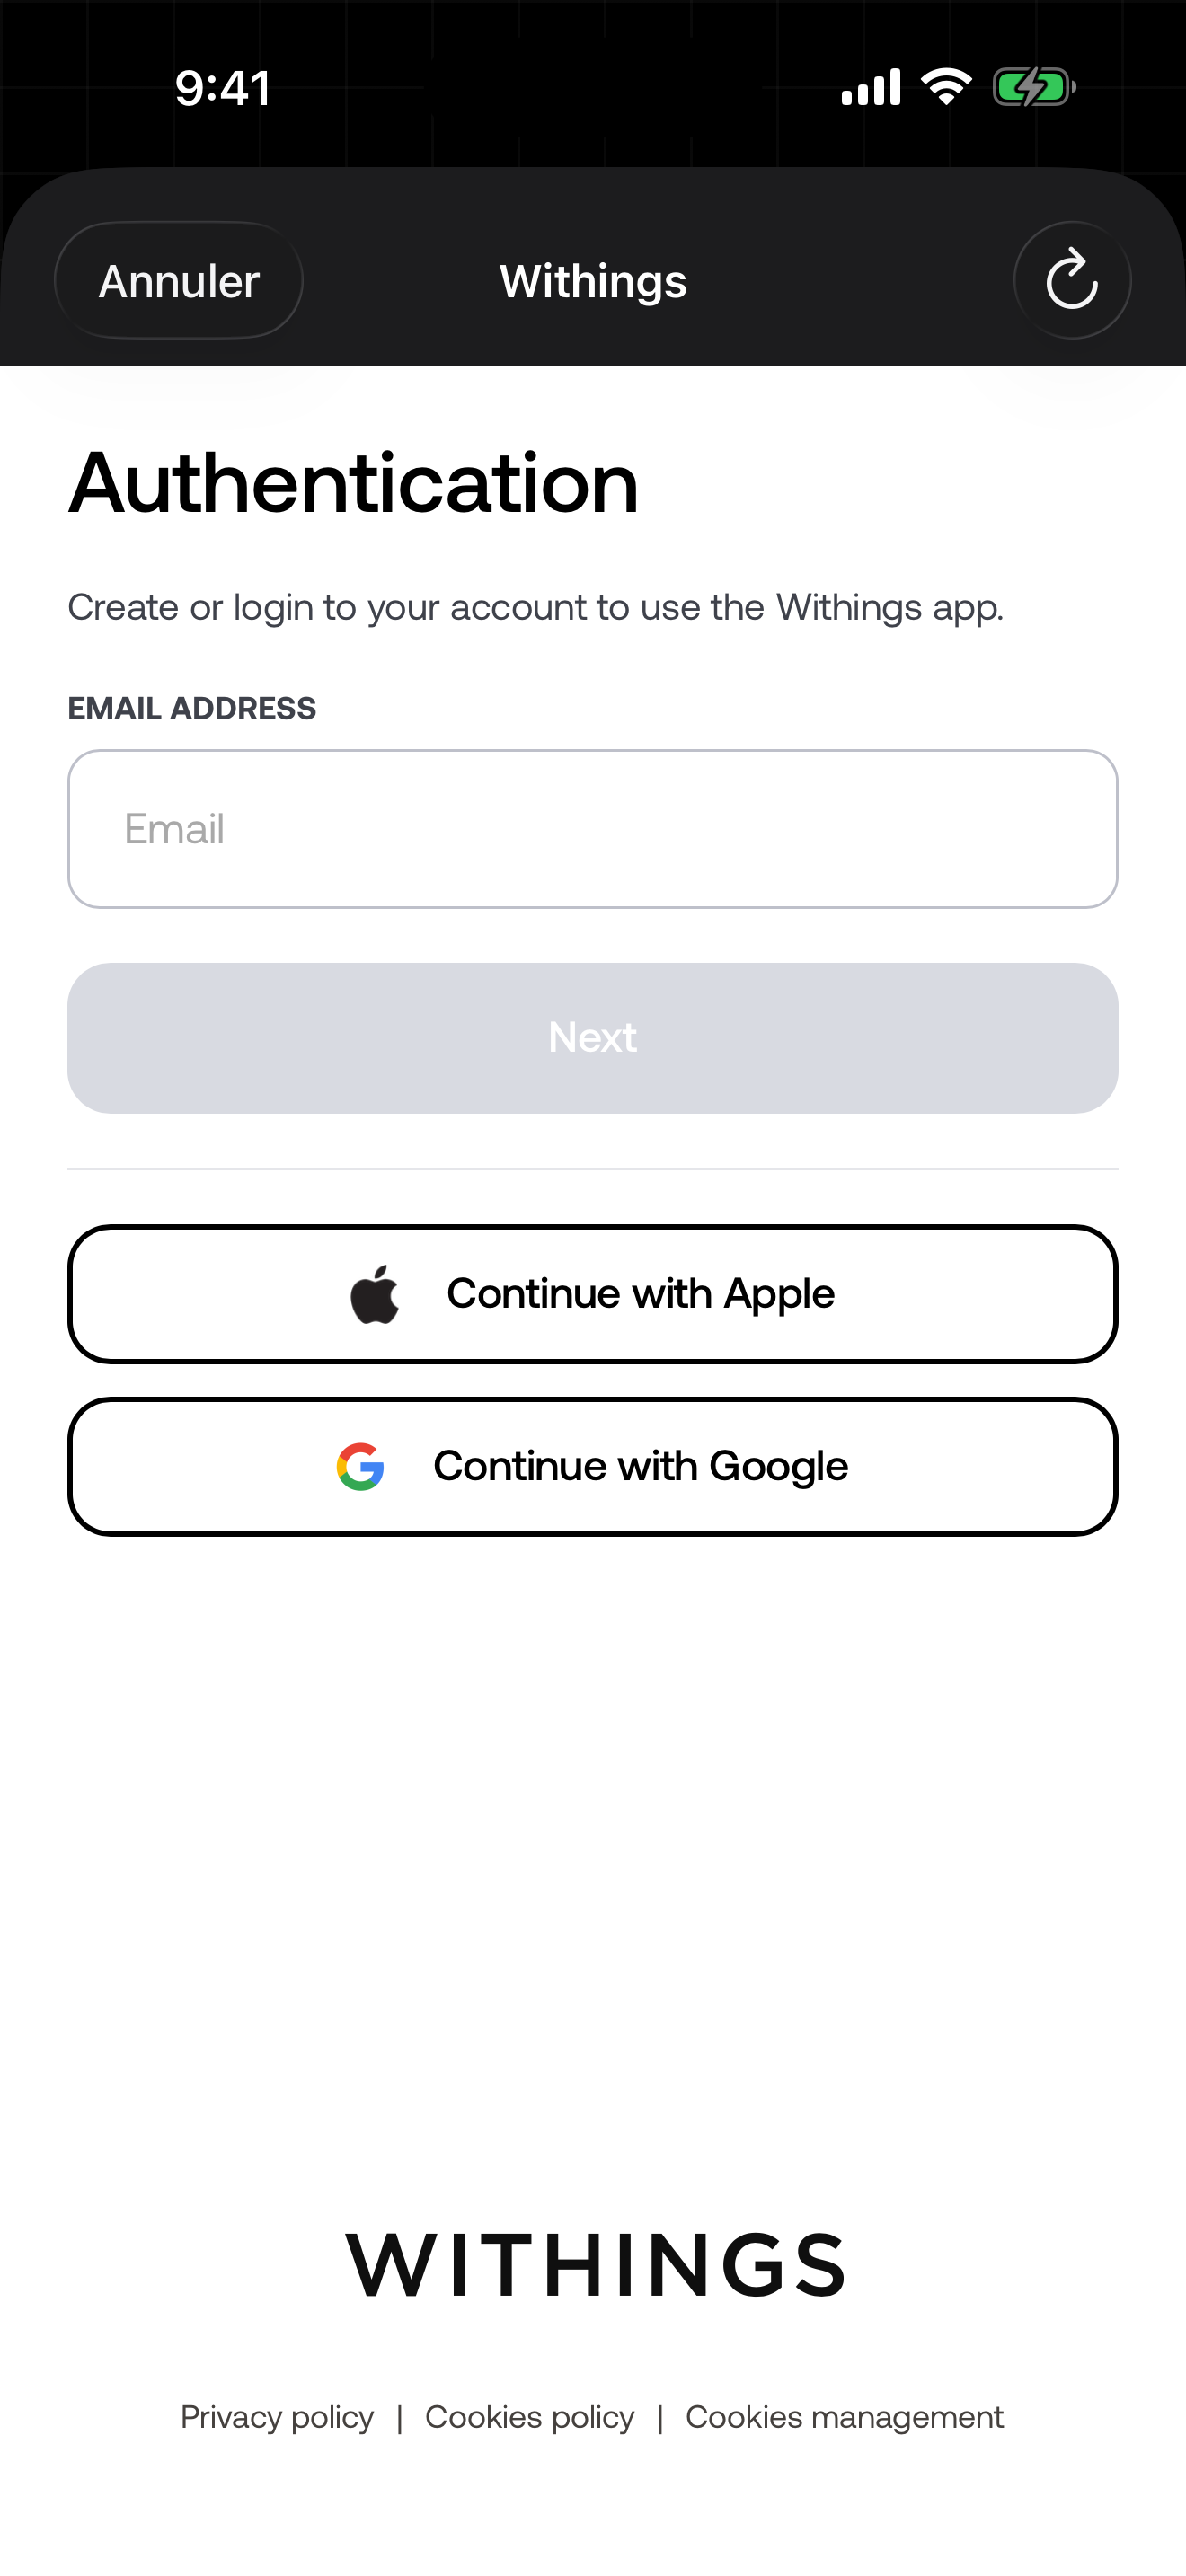 9:41
Annuler
Withings
Authentication
Create or login to your account to use the Withings app.
EMAIL ADDRESS
Email
Next
Continue with Apple
Continue with Google
WITHINGS
Privacy policy | Cookies policy | Cookies management